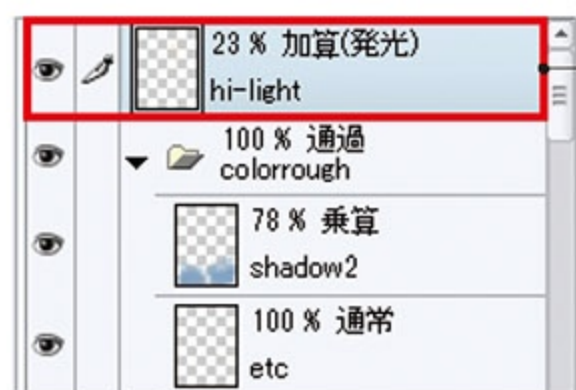 23 % 加算(発光)
hi-light
100 % 通過
colorrough
78 % 乗算
shadow2
100 % 通常
etc